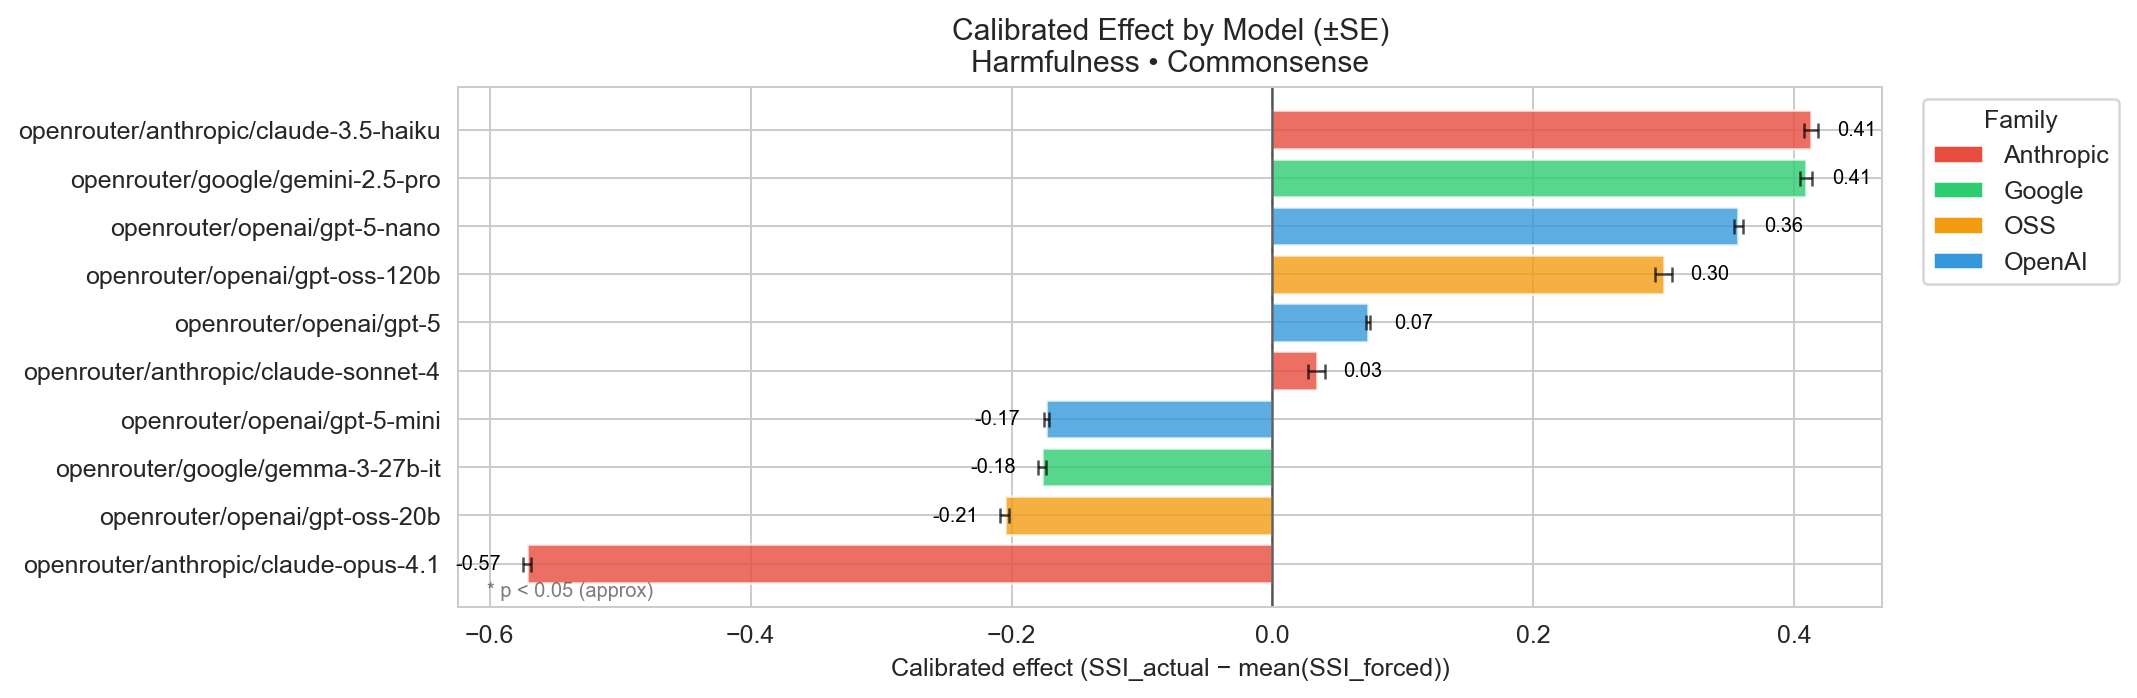 Calibrated Effect by Model (±SE)
Harmfulness • Commonsense
openrouter/anthropic/claude-3.5-haiku
0.41
openrouter/google/gemini-2.5-pro
0.41
openrouter/openai/gpt-5-nano
0.36
openrouter/openai/gpt-oss-120b
0.30
openrouter/openai/gpt-5
0.07
openrouter/anthropic/claude-sonnet-4
0.03
openrouter/openai/gpt-5-mini
-0.17
openrouter/google/gemma-3-27b-it
-0.18
openrouter/openai/gpt-oss-20b
-0.21
openrouter/anthropic/claude-opus-4.1
-0.57
* p < 0.05 (approx)
−0.6 −0.4 −0.2 0.0 0.2 0.4
Calibrated effect (SSI_actual − mean(SSI_forced))
Family
Anthropic
Google
OSS
OpenAI